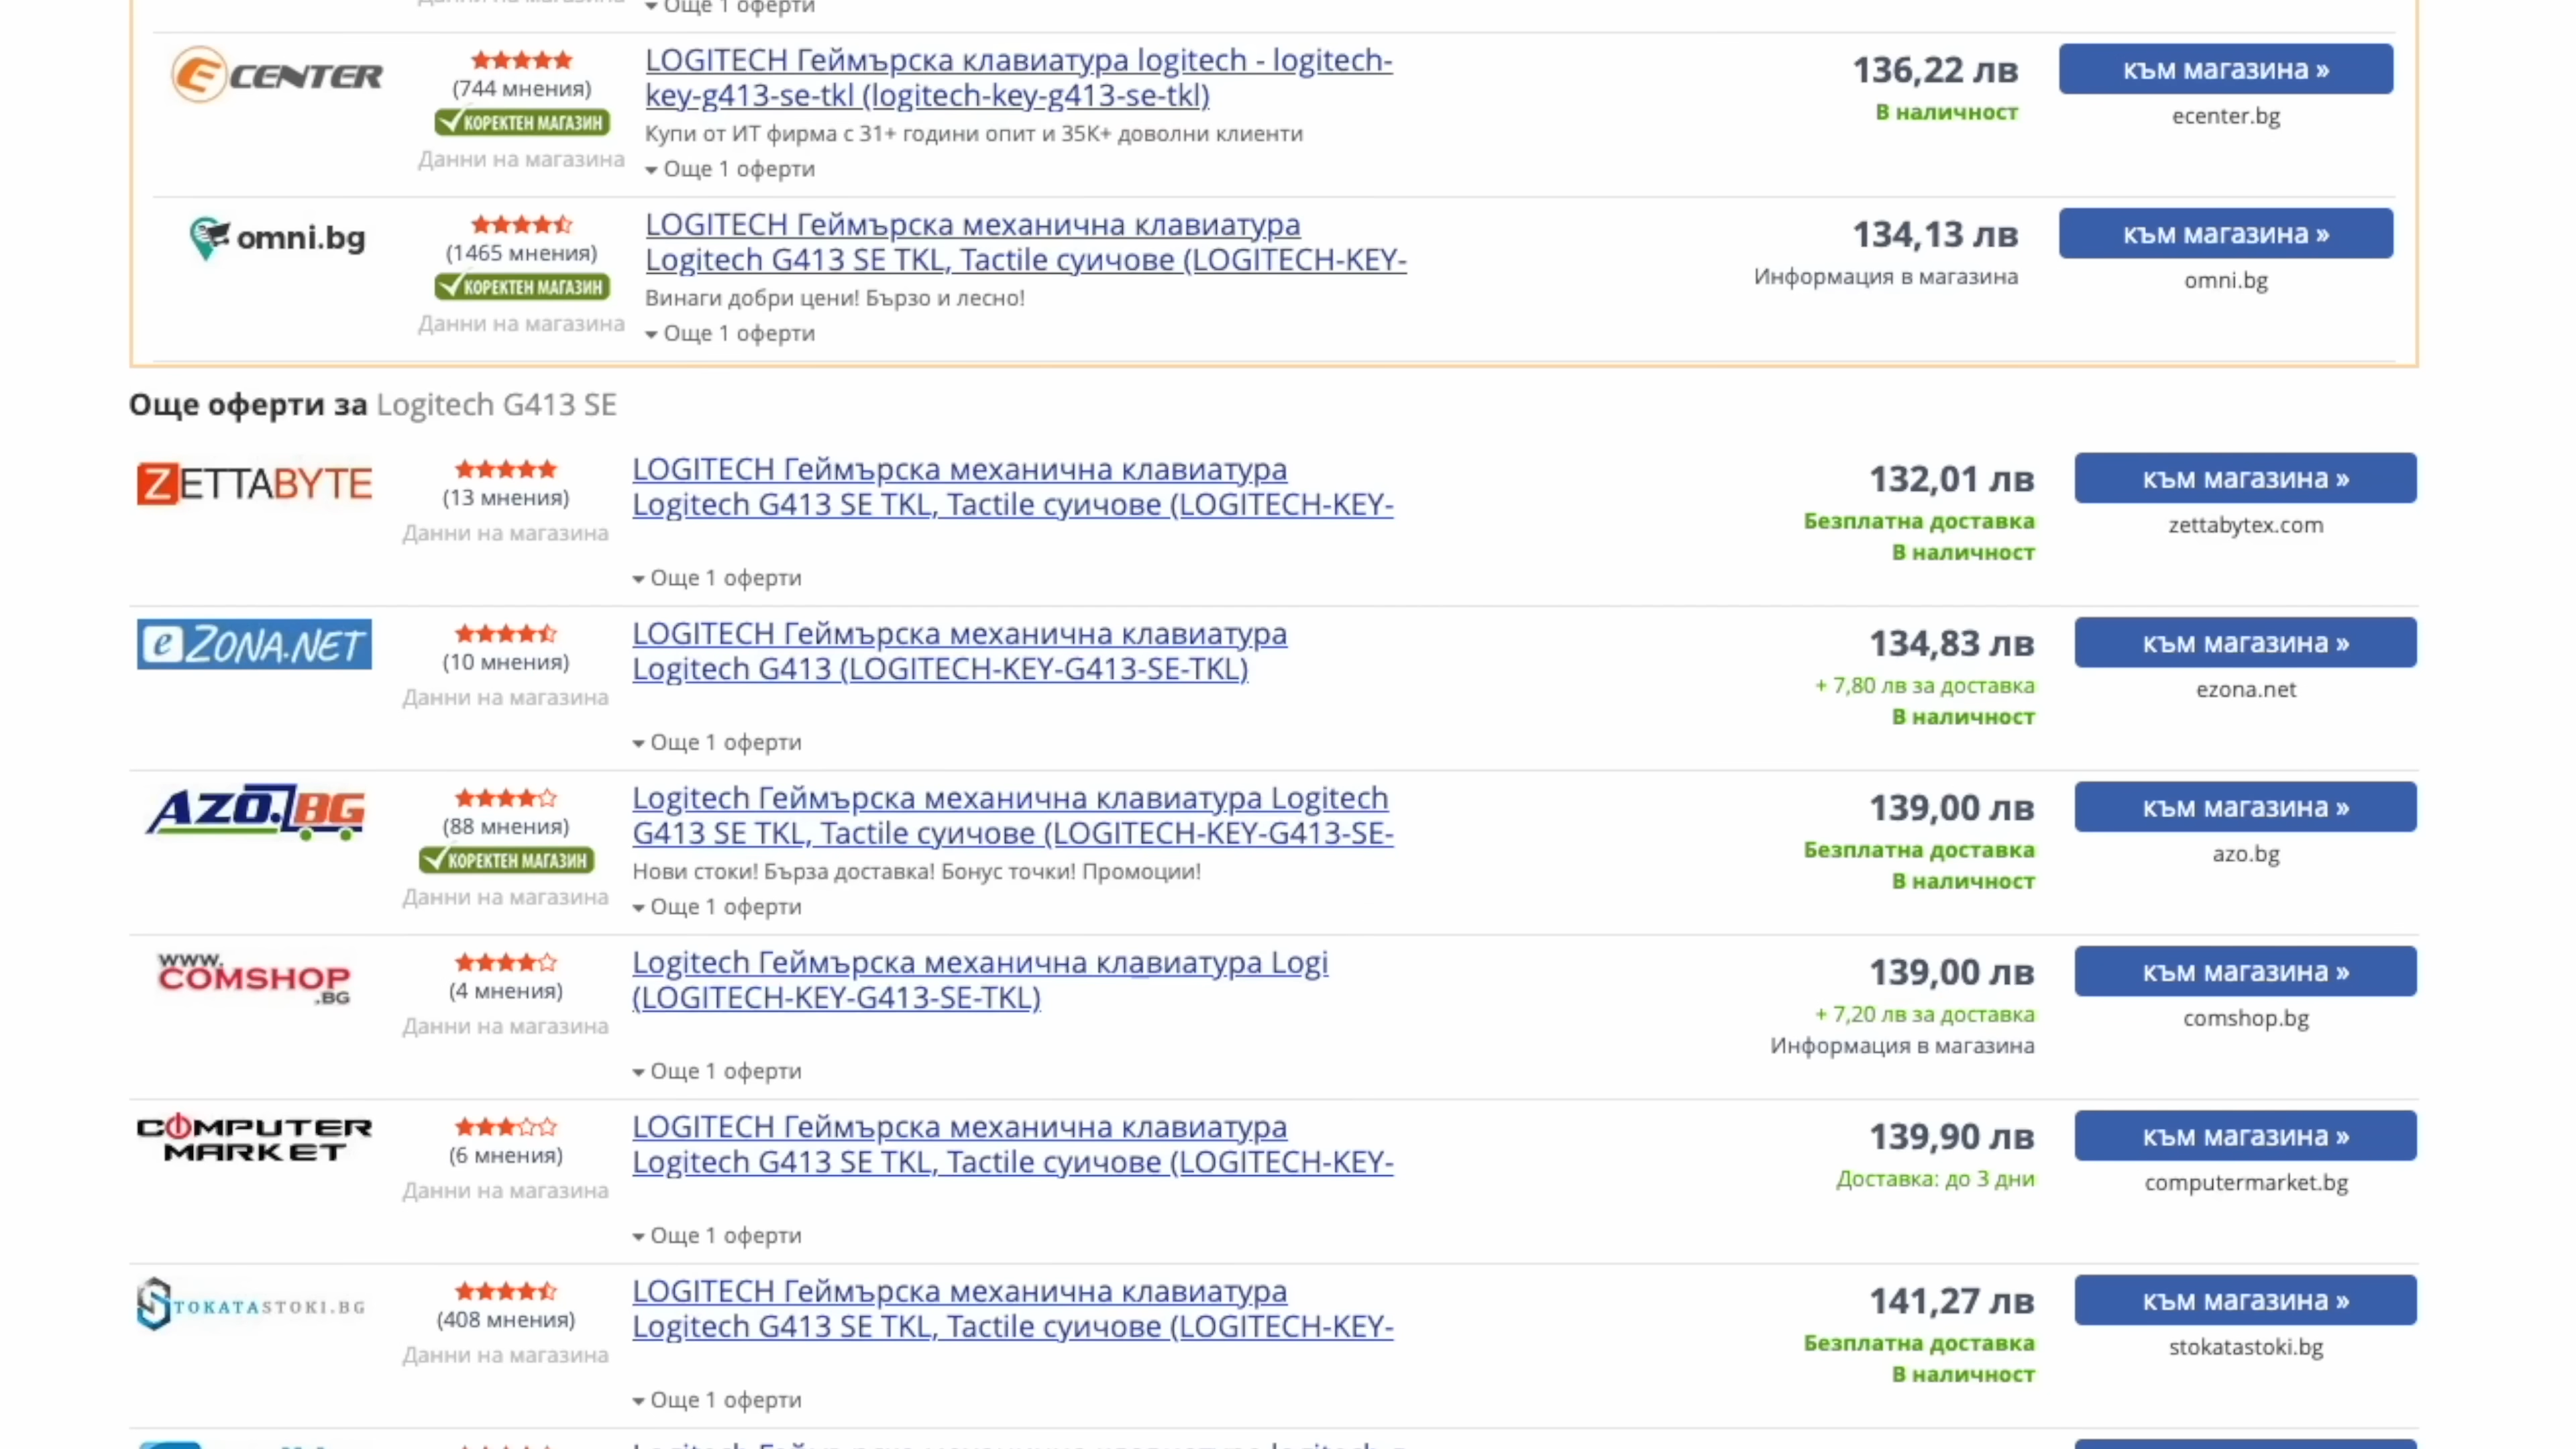 Още 1 оферти
ECENTER
(744 мнения)
КОРЕКТЕН МАГАЗИН
Данни на магазина
LOGITECH Геймърска клавиатура logitech - logitech-
key-g413-se-tkl (logitech-key-g413-se-tkl)
Купи от ИТ фирма с 31+ години опит и 35К+ доволни клиенти
Още 1 оферти
136,22 лв
В наличност
към магазина »
ecenter.bg
omni.bg
(1465 мнения)
КОРЕКТЕН МАГАЗИН
Данни на магазина
LOGITECH Геймърска механична клавиатура
Logitech G413 SE TKL, Tactile суичове (LOGITECH-KEY-
Винаги добри цени! Бързо и лесно!
Още 1 оферти
134,13 лв
Информация в магазина
към магазина »
omni.bg
Още оферти за Logitech G413 SE
ZETTABYTE
(13 мнения)
Данни на магазина
LOGITECH Геймърска механична клавиатура
Logitech G413 SE TKL, Tactile суичове (LOGITECH-KEY-
Още 1 оферти
132,01 лв
Безплатна доставка
В наличност
към магазина »
zettabytex.com
e ZONA.NET
(10 мнения)
Данни на магазина
LOGITECH Геймърска механична клавиатура
Logitech G413 (LOGITECH-KEY-G413-SE-TKL)
Още 1 оферти
134,83 лв
+ 7,80 лв за доставка
В наличност
към магазина »
ezona.net
AZO.BG
(88 мнения)
КОРЕКТЕН МАГАЗИН
Данни на магазина
Logitech Геймърска механична клавиатура Logitech
G413 SE TKL, Tactile суичове (LOGITECH-KEY-G413-SE-
Нови стоки! Бърза доставка! Бонус точки! Промоции!
Още 1 оферти
139,00 лв
Безплатна доставка
В наличност
към магазина »
azo.bg
WWW.
COMSHOP
.BG
(4 мнения)
Данни на магазина
Logitech Геймърска механична клавиатура Logi
(LOGITECH-KEY-G413-SE-TKL)
Още 1 оферти
139,00 лв
+ 7,20 лв за доставка
Информация в магазина
към магазина »
comshop.bg
COMPUTER
MARKET
(6 мнения)
Данни на магазина
LOGITECH Геймърска механична клавиатура
Logitech G413 SE TKL, Tactile суичове (LOGITECH-KEY-
Още 1 оферти
139,90 лв
Доставка: до 3 дни
към магазина »
computermarket.bg
STOKATASTOKI.BG
(408 мнения)
Данни на магазина
LOGITECH Геймърска механична клавиатура
Logitech G413 SE TKL, Tactile суичове (LOGITECH-KEY-
Още 1 оферти
141,27 лв
Безплатна доставка
В наличност
към магазина »
stokatastoki.bg